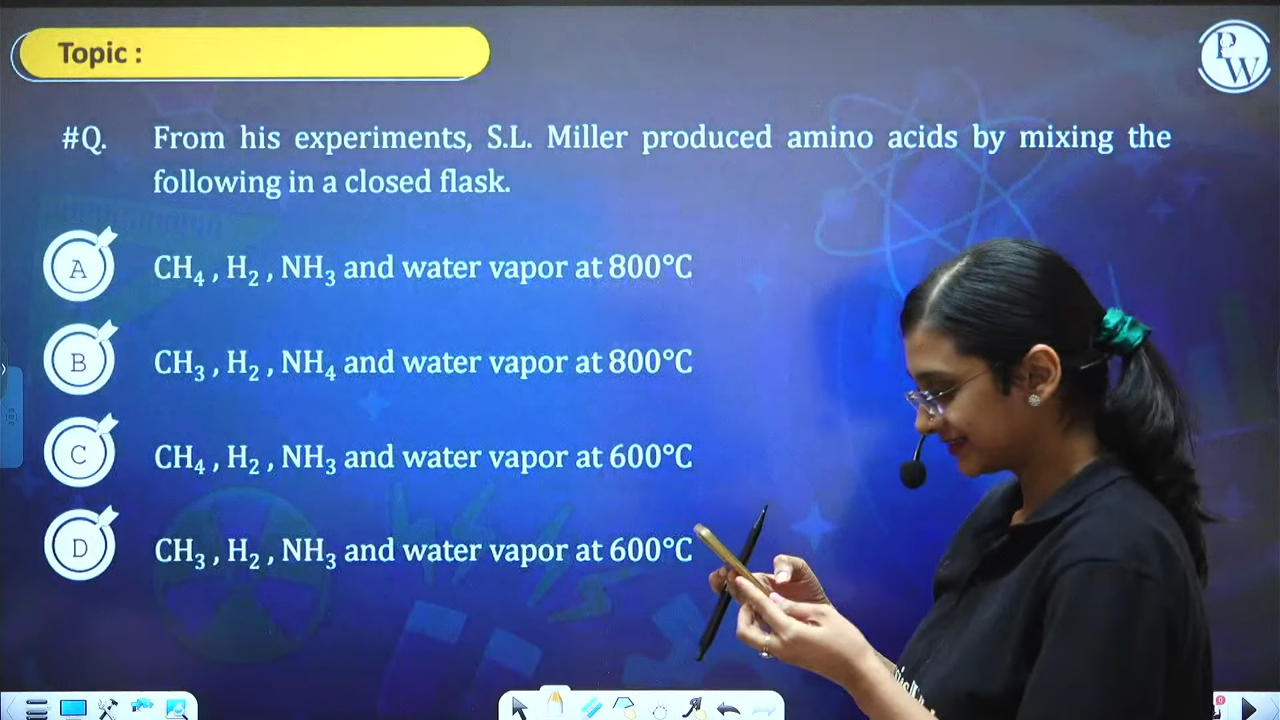 Topic :
PW
#Q. From his experiments, S.L. Miller produced amino acids by mixing the
following in a closed flask.
A CH₄ , H₂ , NH₃ and water vapor at 800°C
B CH₃ , H₂ , NH₄ and water vapor at 800°C
C CH₄ , H₂ , NH₃ and water vapor at 600°C
D CH₃ , H₂ , NH₃ and water vapor at 600°C